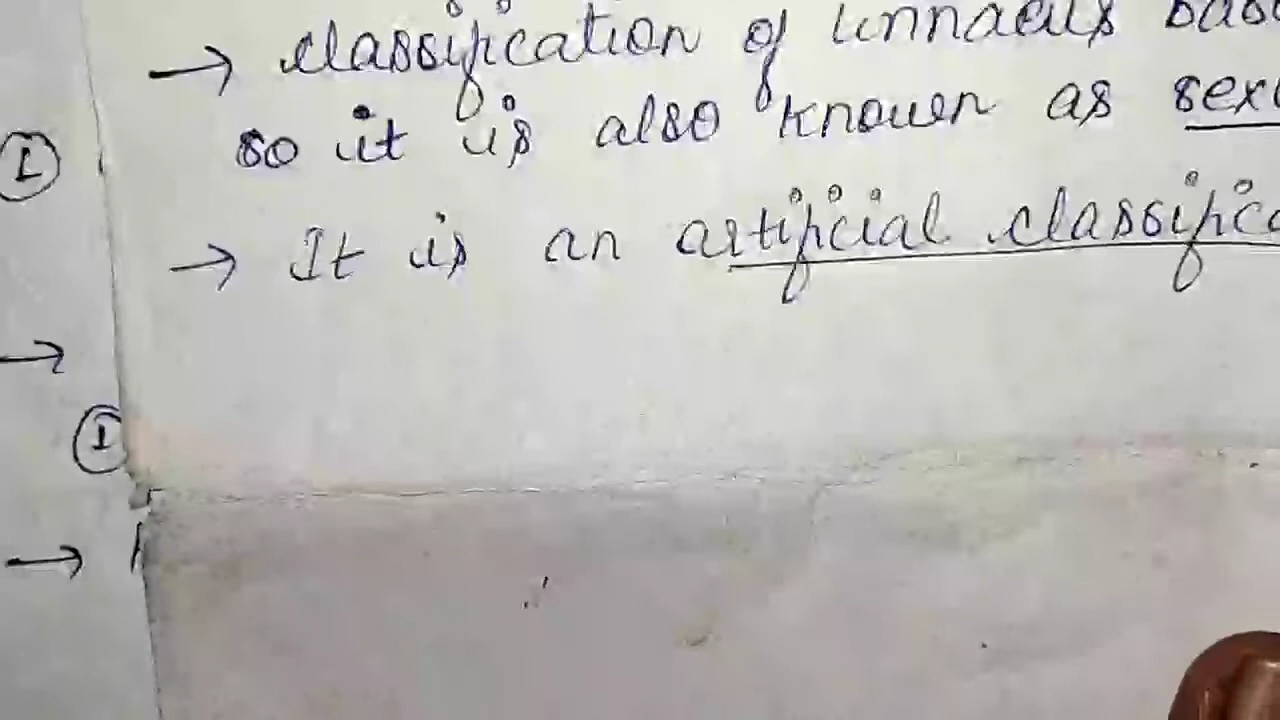 → classification of Linnaeus
so it is also known as
→ It is an artificial
I
→
I
→